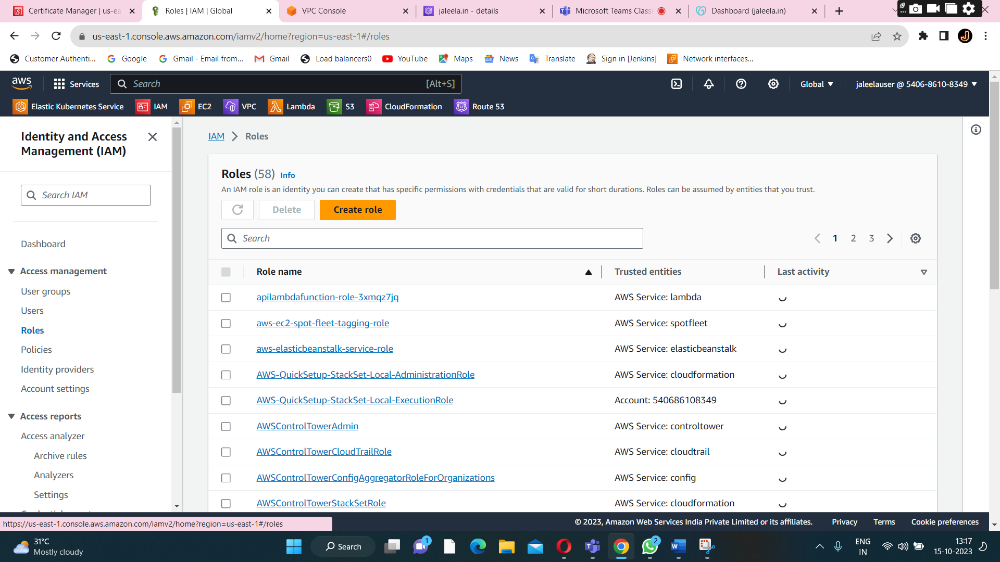 Certificate Manager | us-ea
Roles | IAM | Global
VPC Console
jaleela.in - details
Microsoft Teams Classi
Dashboard (jaleela.in)
us-east-1.console.aws.amazon.com/iamv2/home?region=us-east-1#/roles
Customer Authenti...
Google
Gmail - Email from...
Gmail
Load balancers0
YouTube
Maps
News
Translate
Sign in [Jenkins]
Network interfaces...
aws
Services
Search
[Alt+S]
Global
jaleelauser @ 5406-8610-8349
Elastic Kubernetes Service
IAM
EC2
VPC
Lambda
S3
CloudFormation
Route 53
Identity and Access
Management (IAM)
Search IAM
Dashboard
Access management
User groups
Users
Roles
Policies
Identity providers
Account settings
Access reports
Access analyzer
Archive rules
Analyzers
Settings
IAM
Roles
Roles (58) Info
An IAM role is an identity you can create that has specific permissions with credentials that are valid for short durations. Roles can be assumed by entities that you trust.
Delete
Create role
Search
1 2 3
Role name
Trusted entities
Last activity
apilambdafunction-role-3xmqz7jq
AWS Service: lambda
aws-ec2-spot-fleet-tagging-role
AWS Service: spotfleet
aws-elasticbeanstalk-service-role
AWS Service: elasticbeanstalk
AWS-QuickSetup-StackSet-Local-AdministrationRole
AWS Service: cloudformation
AWS-QuickSetup-StackSet-Local-ExecutionRole
Account: 540686108349
AWSControlTowerAdmin
AWS Service: controltower
AWSControlTowerCloudTrailRole
AWS Service: cloudtrail
AWSControlTowerConfigAggregatorRoleForOrganizations
AWS Service: config
AWSControlTowerStackSetRole
AWS Service: cloudformation
https://us-east-1.console.aws.amazon.com/iamv2/home?region=us-east-1#/roles
© 2023, Amazon Web Services India Private Limited or its affiliates.
Privacy
Terms
Cookie preferences
31°C
Mostly cloudy
Search
1
2
ENG
IN
13:17
15-10-2023